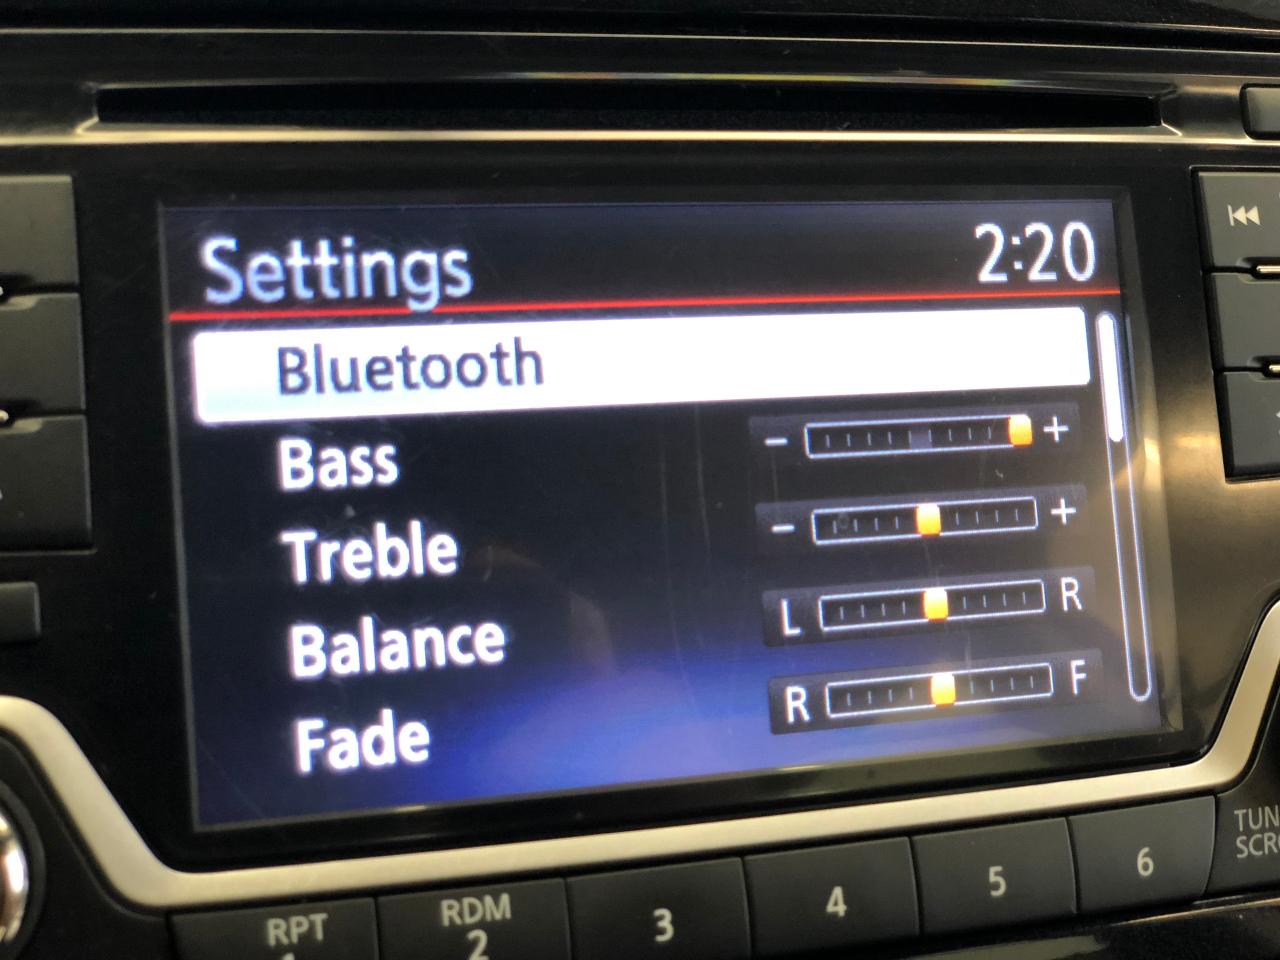 Settings 2:20
Bluetooth
Bass - +
Treble - +
Balance L R
Fade R F
RPT
RDM
2
3
4
5
6